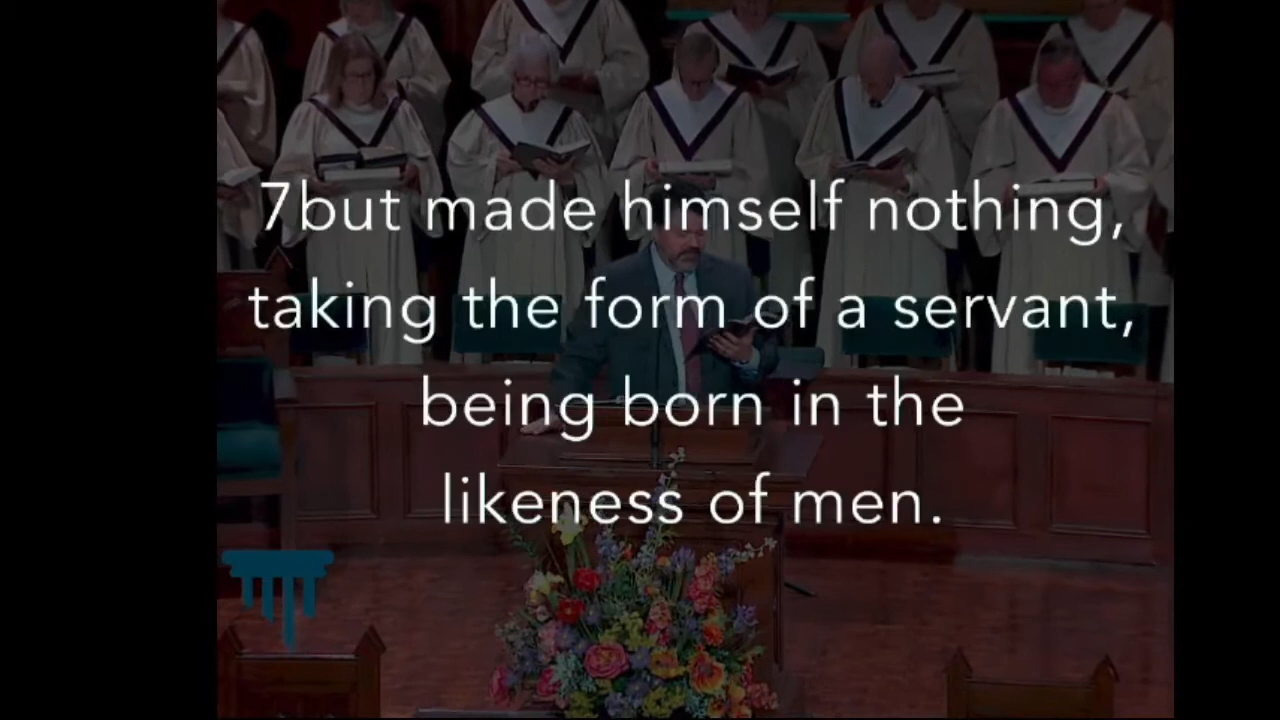 7but made himself nothing,
taking the form of a servant,
being born in the
likeness of men.